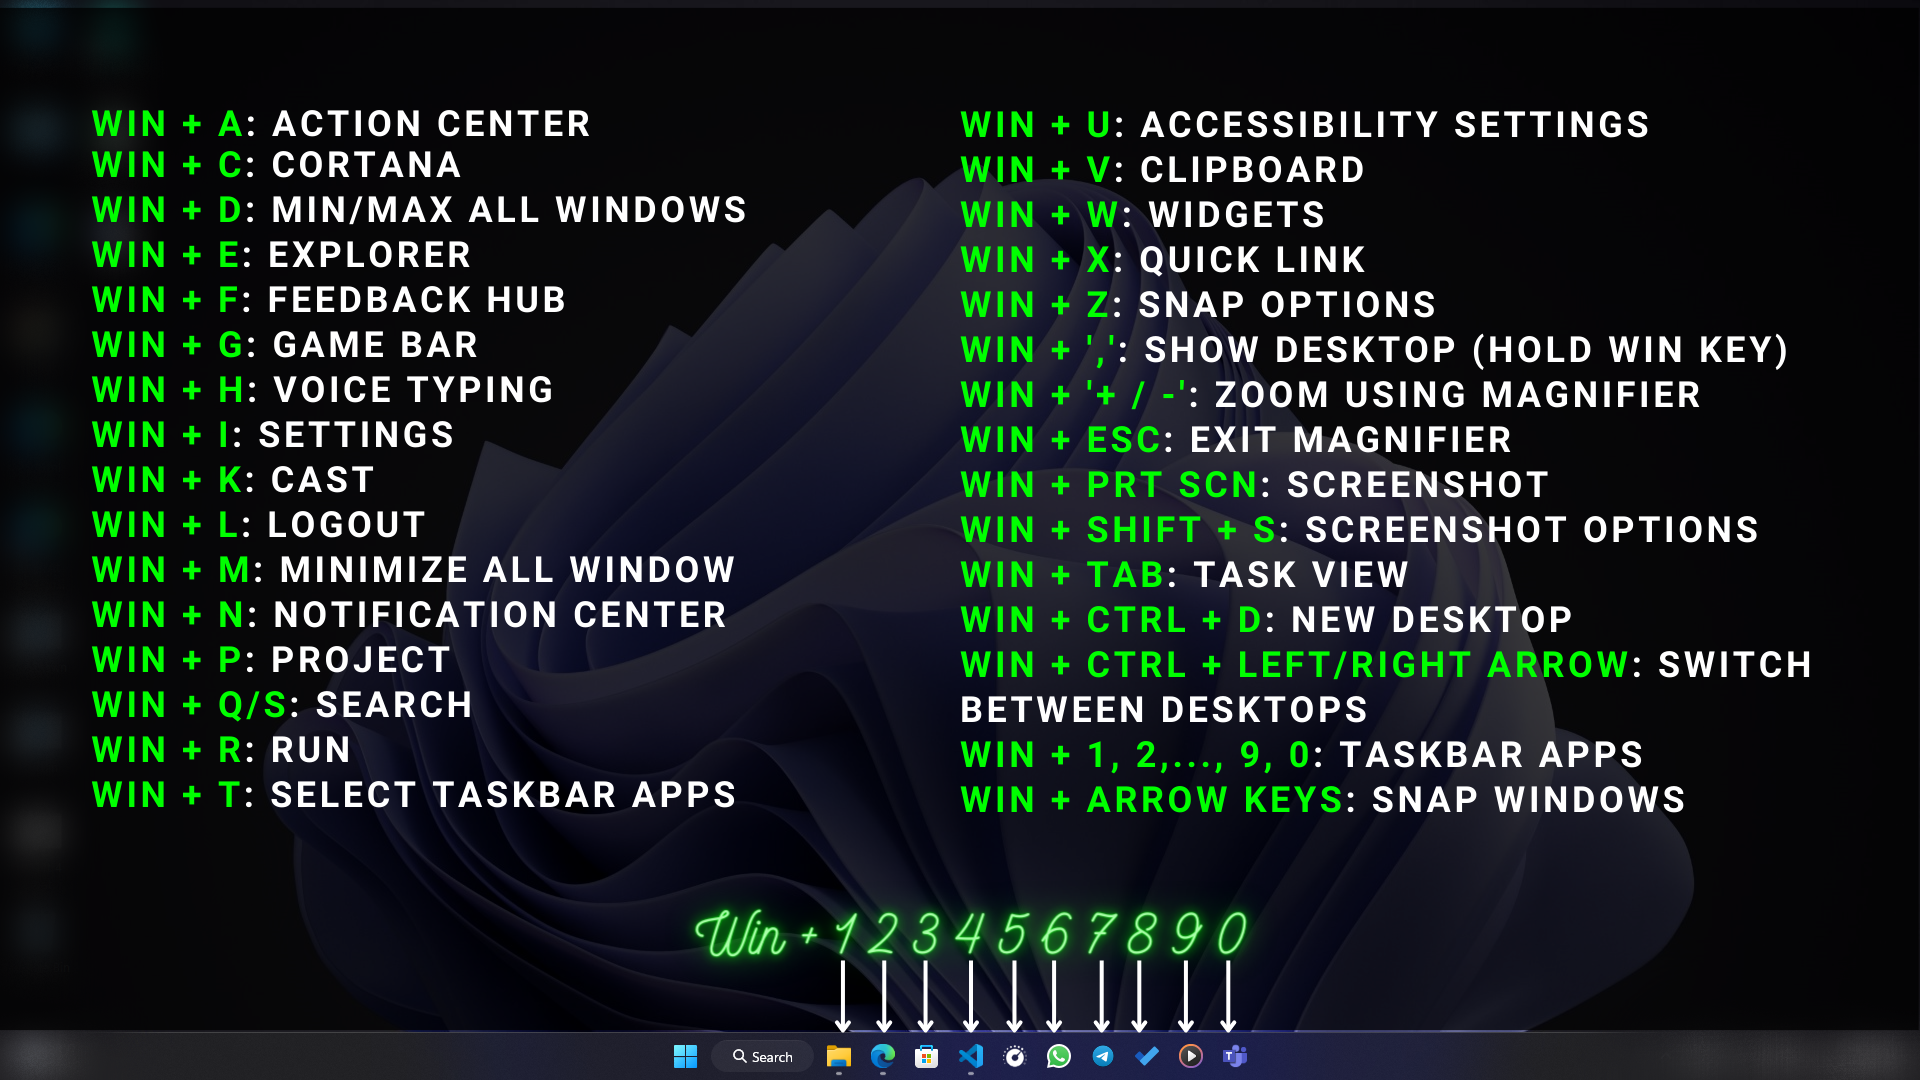 WIN + A: ACTION CENTER
WIN + C: CORTANA
WIN + D: MIN/MAX ALL WINDOWS
WIN + E: EXPLORER
WIN + F: FEEDBACK HUB
WIN + G: GAME BAR
WIN + H: VOICE TYPING
WIN + I: SETTINGS
WIN + K: CAST
WIN + L: LOGOUT
WIN + M: MINIMIZE ALL WINDOW
WIN + N: NOTIFICATION CENTER
WIN + P: PROJECT
WIN + Q/S: SEARCH
WIN + R: RUN
WIN + T: SELECT TASKBAR APPS
WIN + U: ACCESSIBILITY SETTINGS
WIN + V: CLIPBOARD
WIN + W: WIDGETS
WIN + X: QUICK LINK
WIN + Z: SNAP OPTIONS
WIN + ',': SHOW DESKTOP (HOLD WIN KEY)
WIN + '+ / -': ZOOM USING MAGNIFIER
WIN + ESC: EXIT MAGNIFIER
WIN + PRT SCN: SCREENSHOT
WIN + SHIFT + S: SCREENSHOT OPTIONS
WIN + TAB: TASK VIEW
WIN + CTRL + D: NEW DESKTOP
WIN + CTRL + LEFT/RIGHT ARROW: SWITCH
BETWEEN DESKTOPS
WIN + 1, 2,..., 9, 0: TASKBAR APPS
WIN + ARROW KEYS: SNAP WINDOWS
Win + 1 2 3 4 5 6 7 8 9 0
Search